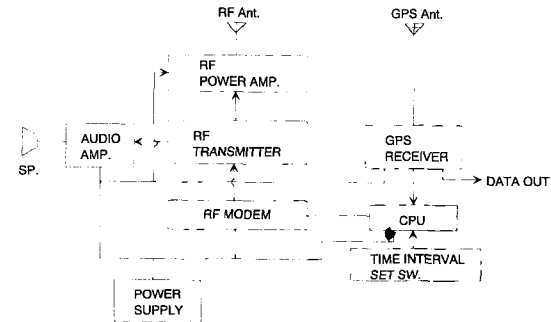 RF Ant.
GPS Ant.
RF
POWER AMP.
AUDIO
AMP.
RF
TRANSMITTER
GPS
RECEIVER
SP.
DATA OUT
RF MODEM
CPU
TIME INTERVAL
SET SW.
POWER
SUPPLY